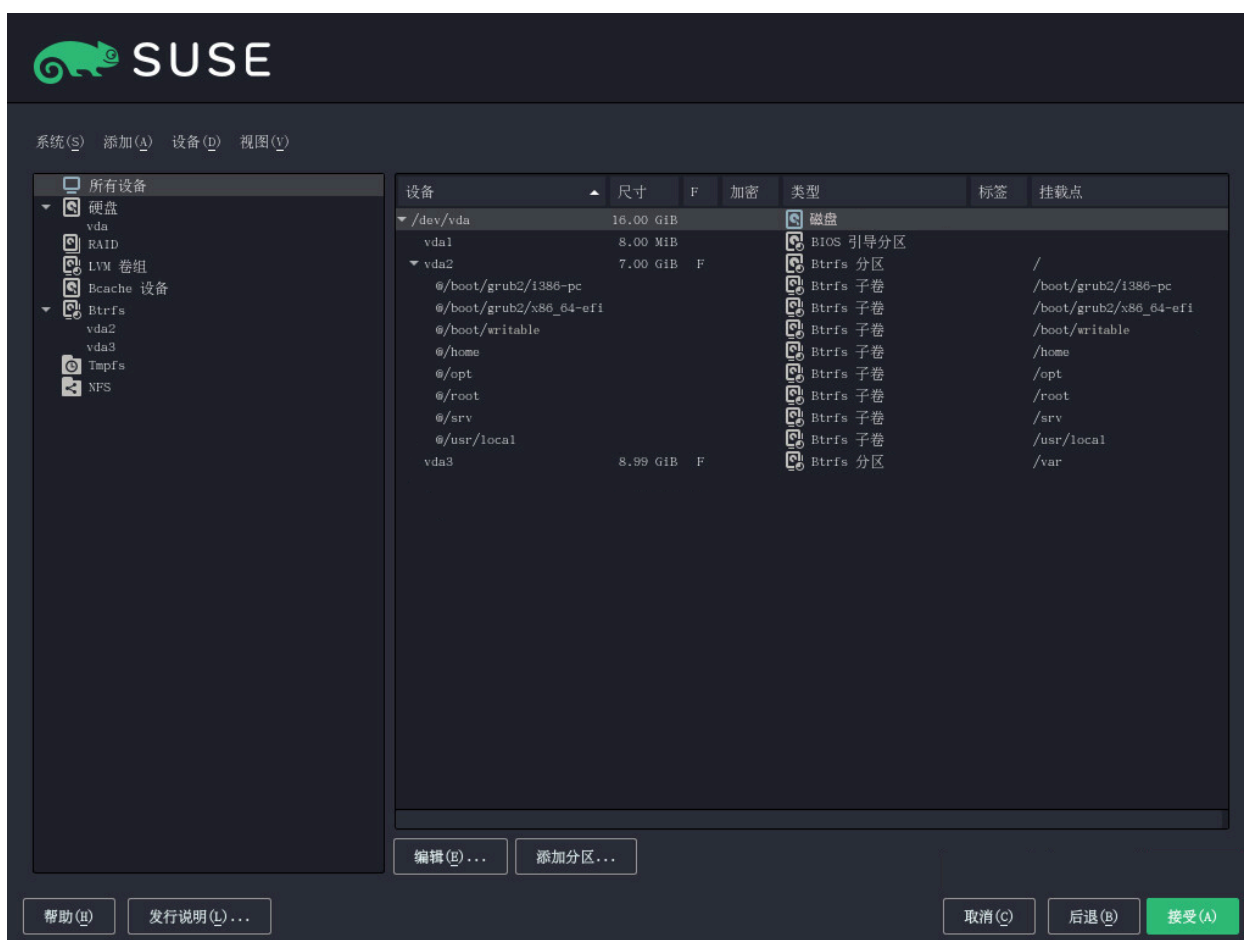 SUSE
系统(S) 添加(A) 设备(D) 视图(V)
所有设备
硬盘
vda
RAID
LVM 卷组
Bcache 设备
Btrfs
vda2
vda3
Tmpfs
NFS
设备 尺寸 F 加密 类型 标签 挂载点
/dev/vda 16.00 GiB 磁盘
vda1 8.00 MiB BIOS 引导分区
vda2 7.00 GiB F Btrfs 分区 /
@/boot/grub2/i386-pc Btrfs 子卷 /boot/grub2/i386-pc
@/boot/grub2/x86_64-efi Btrfs 子卷 /boot/grub2/x86_64-efi
@/boot/writable Btrfs 子卷 /boot/writable
@/home Btrfs 子卷 /home
@/opt Btrfs 子卷 /opt
@/root Btrfs 子卷 /root
@/srv Btrfs 子卷 /srv
@/usr/local Btrfs 子卷 /usr/local
vda3 8.99 GiB F Btrfs 分区 /var
编辑(E)... 添加分区...
帮助(H) 发行说明(L)... 取消(C) 后退(B) 接受(A)